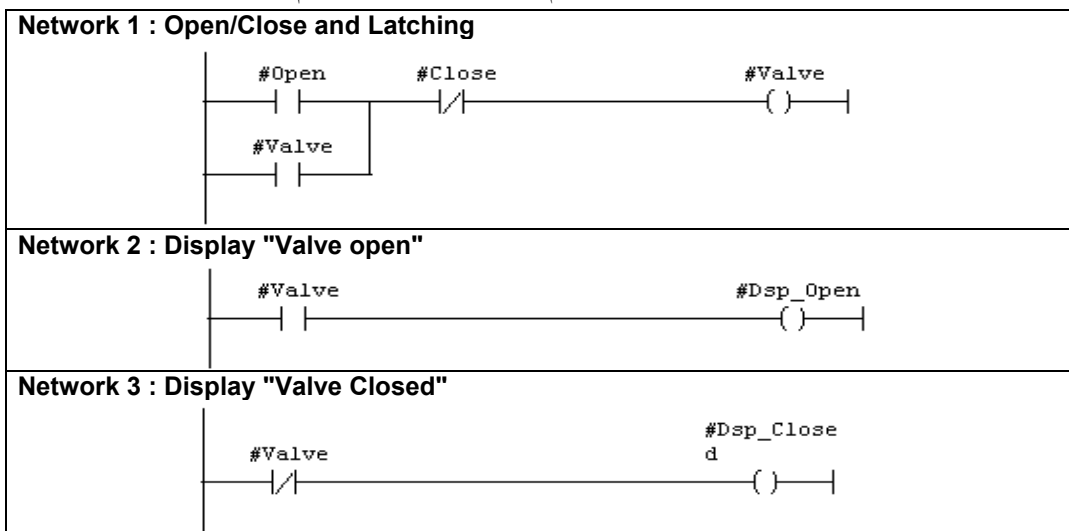 Network 1 : Open/Close and Latching
#Open #Close #Valve
#Valve
Network 2 : Display "Valve open"
#Valve #Dsp_Open
Network 3 : Display "Valve Closed"
#Dsp_Close
#Valve d